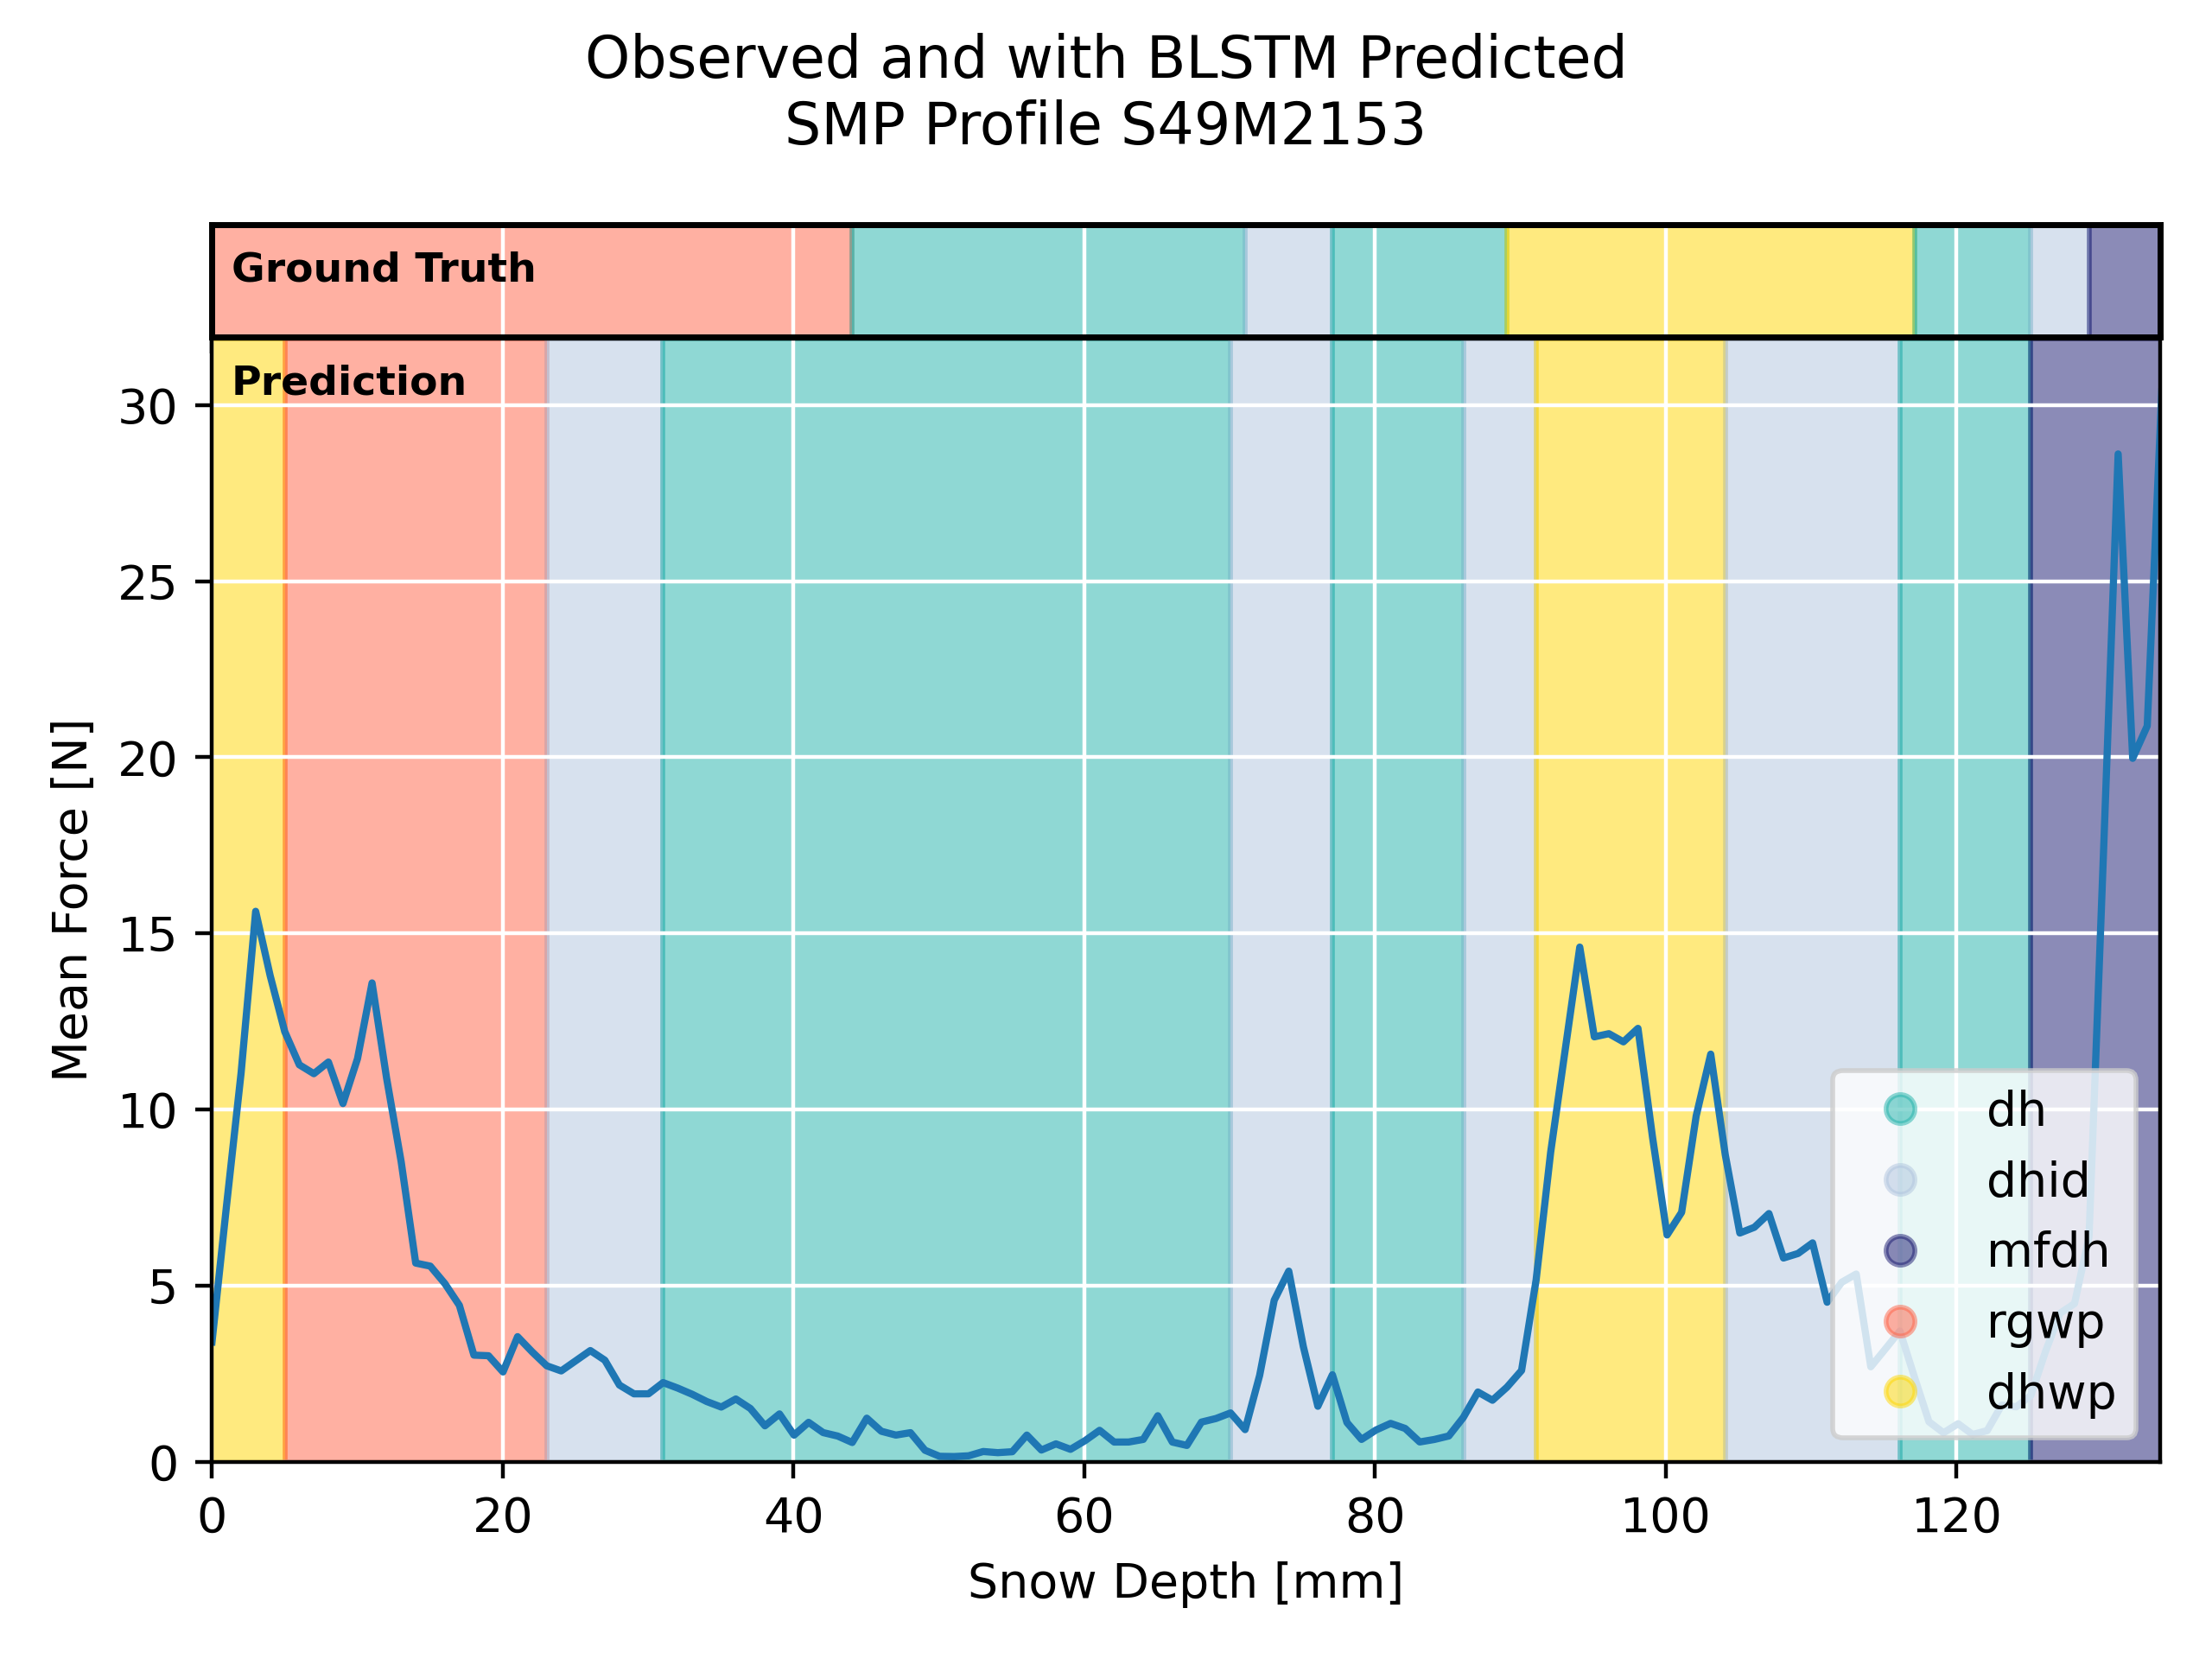 Observed and with BLSTM Predicted
SMP Profile S49M2153
Ground Truth
Prediction
30
25
20
15
10
5
0
Mean Force [N]
dh
dhid
mfdh
rgwp
dhwp
0 20 40 60 80 100 120
Snow Depth [mm]